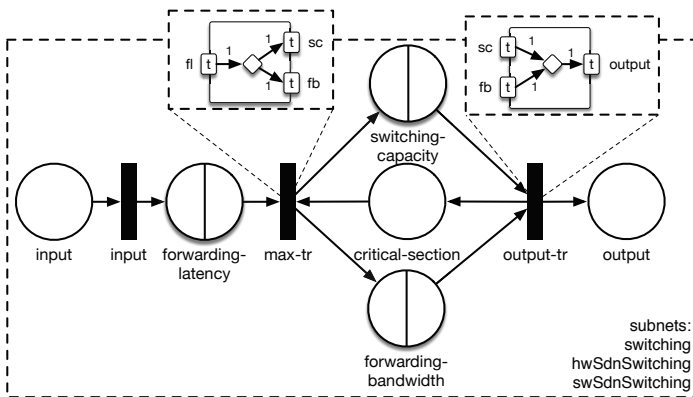 1
sc
fl
t
t
fb
t
1
sc
t
1
t
output
fb
t
1
1
switching-
capacity
input
input
forwarding-
latency
max-tr
critical-section
output-tr
output
forwarding-
bandwidth
subnets:
switching
hwSdnSwitching
swSdnSwitching